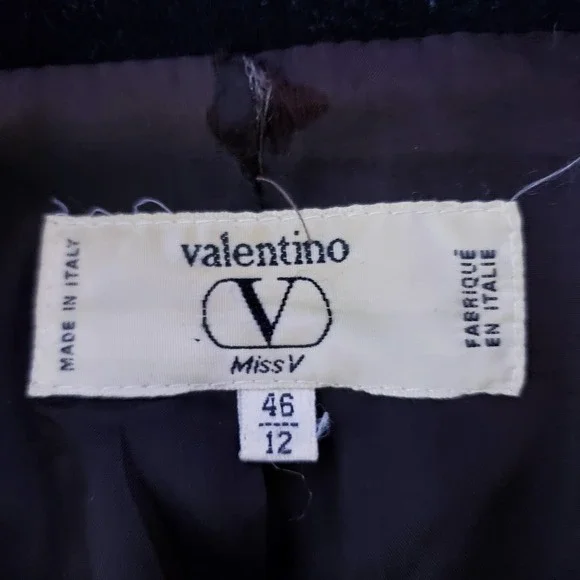 MADE IN ITALY
valentino
V
Miss V
FABRIQUÉ
EN ITALIE
46
12